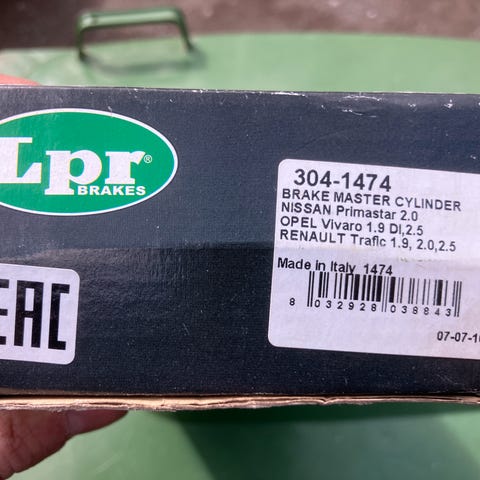 Lpr®
BRAKES
304-1474
BRAKE MASTER CYLINDER
NISSAN Primastar 2.0
OPEL Vivaro 1.9 DI,2.5
RENAULT Trafic 1.9, 2.0,2.5
Made in Italy 1474
8 032928 038843
EAC